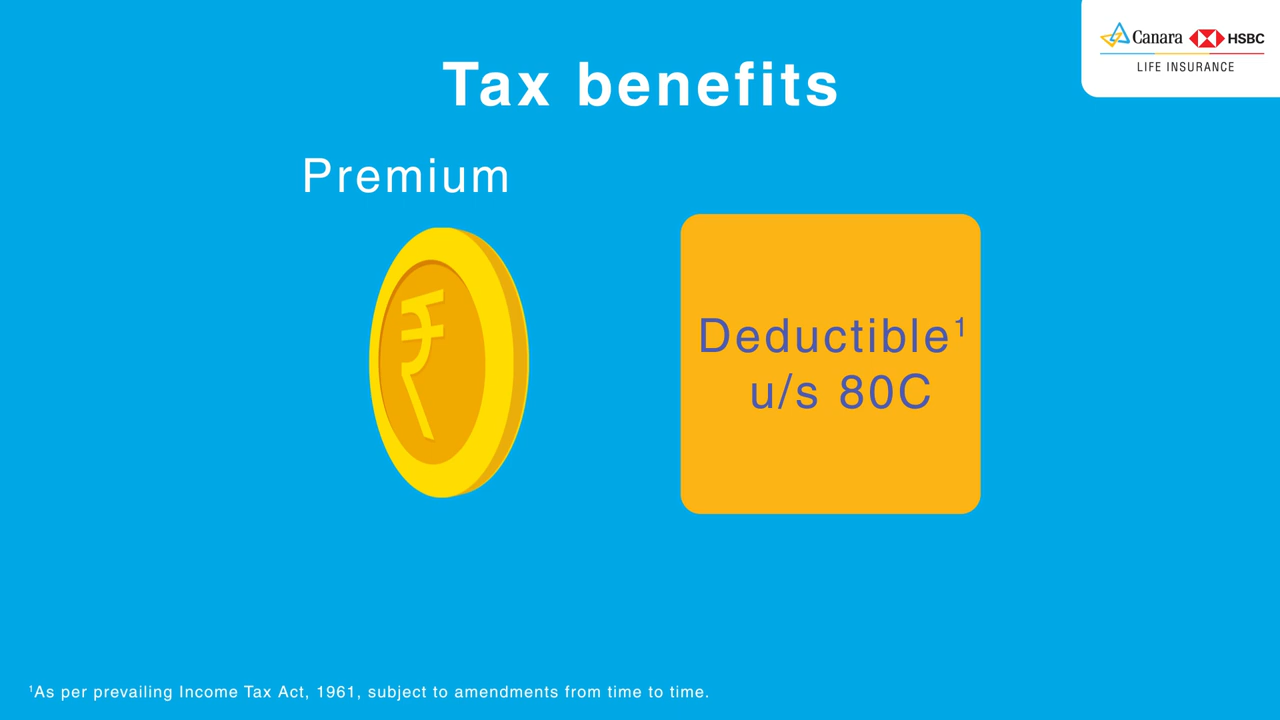 Canara HSBC
LIFE INSURANCE
Tax benefits
Premium
₹
Deductible¹
u/s 80C
¹As per prevailing Income Tax Act, 1961, subject to amendments from time to time.